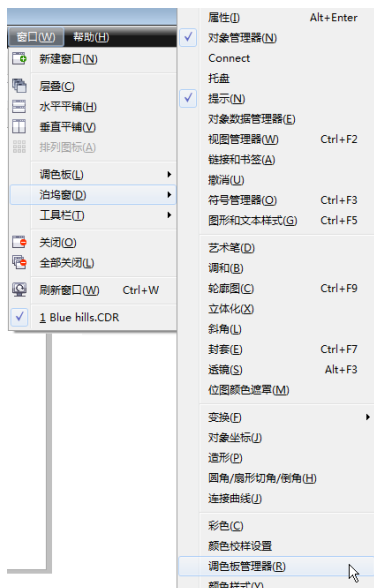 窗口(W) 帮助(H)
新建窗口(N)
层叠(C)
水平平铺(H)
垂直平铺(V)
排列图标(A)
调色板(L)
泊坞窗(D)
工具栏(T)
关闭(O)
全部关闭(L)
刷新窗口(W) Ctrl+W
1 Blue hills.CDR
属性(I) Alt+Enter
对象管理器(N)
Connect
托盘
提示(N)
对象数据管理器(E)
视图管理器(W) Ctrl+F2
链接和书签(A)
撤消(U)
符号管理器(O) Ctrl+F3
图形和文本样式(G) Ctrl+F5
艺术笔(D)
调和(B)
轮廓图(C) Ctrl+F9
立体化(X)
斜角(L)
封套(E) Ctrl+F7
透镜(S) Alt+F3
位图颜色遮罩(M)
变换(F)
对象坐标(J)
造形(P)
圆角/扇形切角/倒角(H)
连接曲线(J)
彩色(C)
颜色校样设置
调色板管理器(R)
颜色样式(Y)